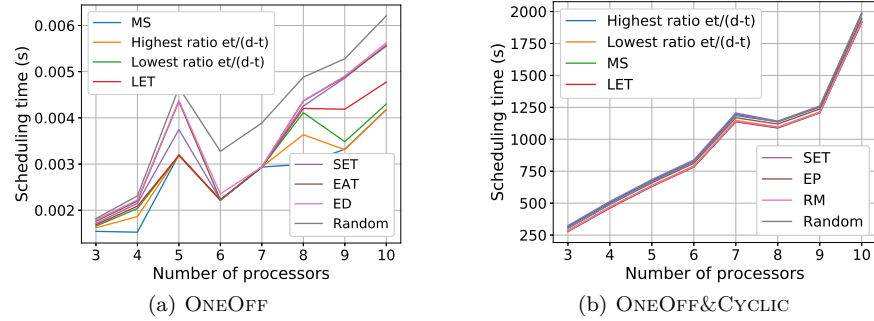 0.006
0.005
0.004
0.003
0.002
Scheduling time (s)
MS
Highest ratio et/(d-t)
Lowest ratio et/(d-t)
LET
SET
EAT
ED
Random
3 4 5 6 7 8 9 10
Number of processors
(a) ONEOFF
2000
1750
1500
1250
1000
750
500
250
Scheduling time (s)
Highest ratio et/(d-t)
Lowest ratio et/(d-t)
MS
LET
SET
EP
RM
Random
3 4 5 6 7 8 9 10
Number of processors
(b) ONEOFF&CYCLIC